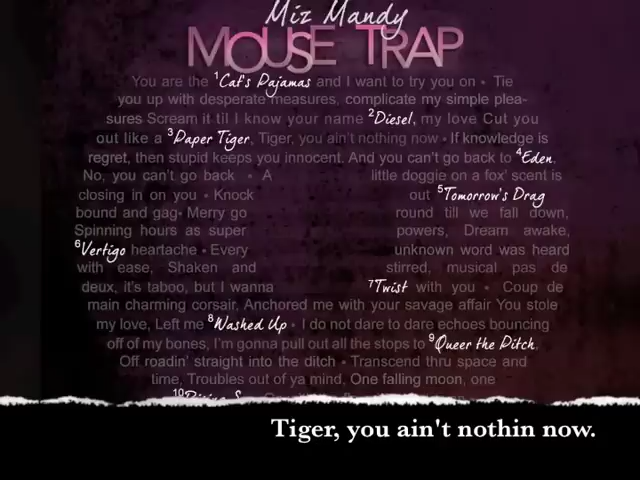 Miz Mandy
MOUSE TRAP
You are the 1Cat's Pajamas and I want to try you on • Tie
you up with desperate measures, complicate my simple plea-
sures Scream it til I know your name 2Diesel, my love Cut you
out like a 3Paper Tiger, Tiger, you ain't nothing now • If knowledge is
regret, then stupid keeps you innocent. And you can't go back to 4Eden.
No, you can't go back • A little doggie on a fox' scent is
closing in on you • Knock out 5Tomorrow's Drag
bound and gag• Merry go round till we fall down,
Spinning hours as super powers, Dream awake,
6Vertigo heartache • Every unknown word was heard
with ease, Shaken and stirred, musical pas de
deux, it's taboo, but I wanna 7Twist with you • Coup de
main charming corsair, Anchored me with your savage affair You stole
my love, Left me 8Washed Up • I do not dare to dare echoes bouncing
off of my bones, I'm gonna pull out all the stops to 9Queer the Pitch.
Off roadin' straight into the ditch • Transcend thru space and
time, Troubles out of ya mind, One falling moon, one
10
Tiger, you ain't nothin now.